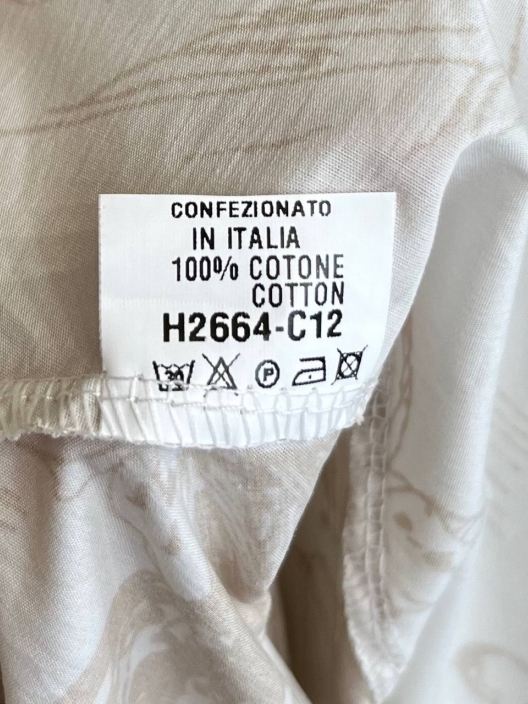 CONFEZIONATO
IN ITALIA
100% COTONE
COTTON
H2664-C12
P